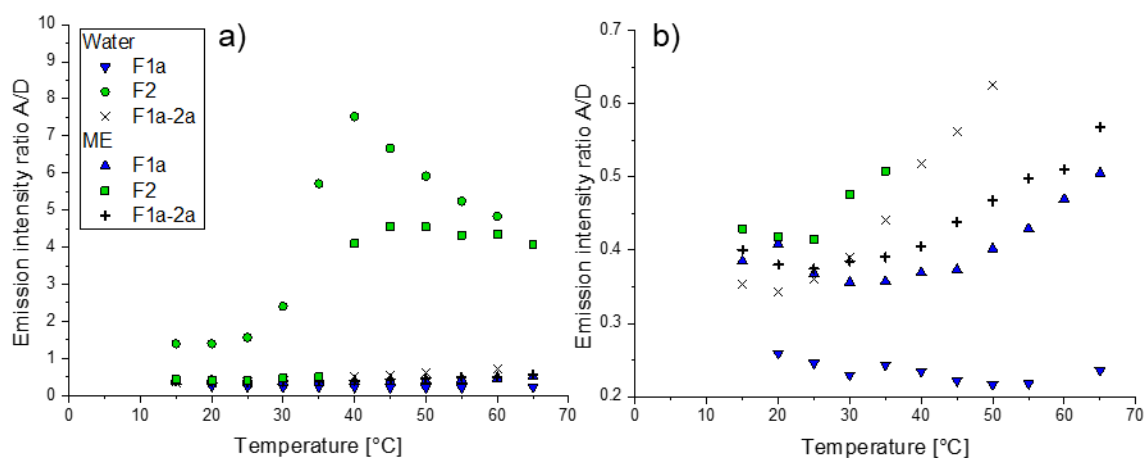 a)
Emission intensity ratio A/D
10
9
8
7
6
5
4
3
2
1
0
Water
F1a
F2
F1a-2a
ME
F1a
F2
F1a-2a
0 10 20 30 40 50 60 70
Temperature [°C]
b)
Emission intensity ratio A/D
0.7
0.6
0.5
0.4
0.3
0.2
0 10 20 30 40 50 60 70
Temperature [°C]